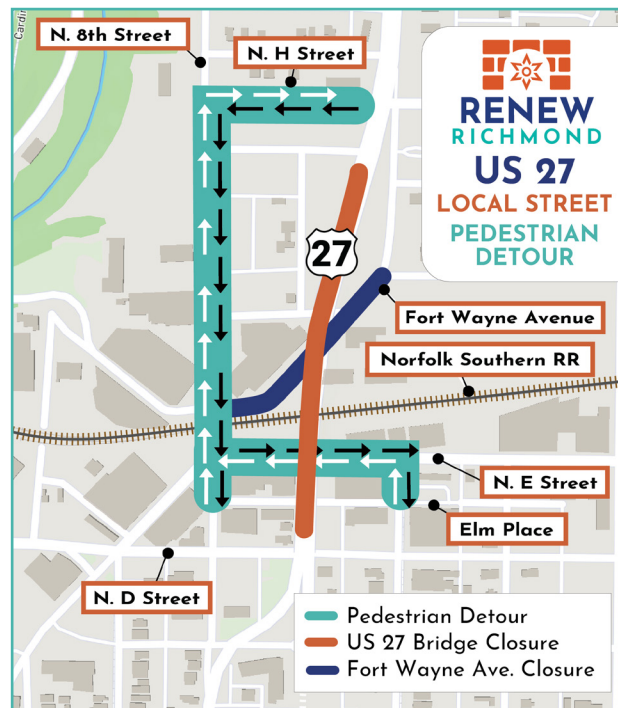 Cardin
N. 8th Street
N. H Street
RENEW
RICHMOND
US 27
LOCAL STREET
PEDESTRIAN
DETOUR
27
Fort Wayne Avenue
Norfolk Southern RR
N. E Street
Elm Place
N. D Street
Pedestrian Detour
US 27 Bridge Closure
Fort Wayne Ave. Closure